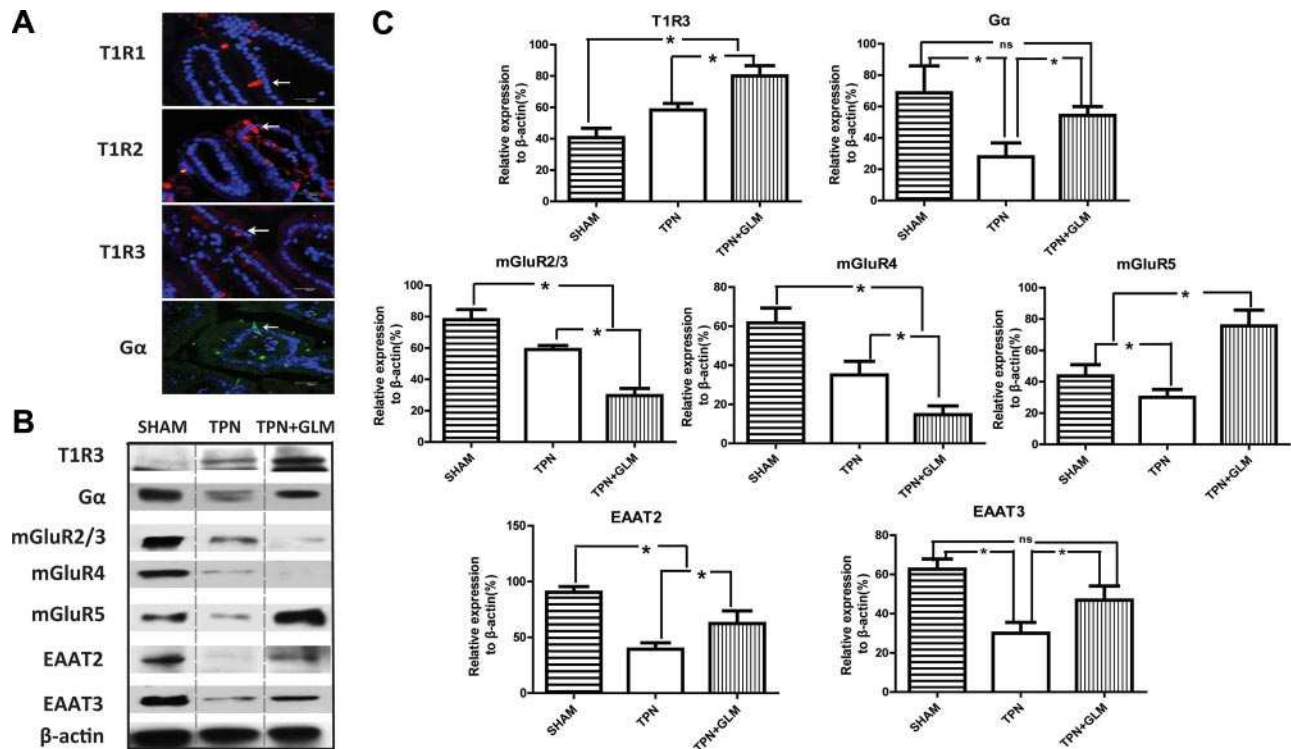 A
T1R1
T1R2
T1R3
Gα
B
SHAM TPN TPN+GLM
T1R3
Gα
mGluR2/3
mGluR4
mGluR5
EAAT2
EAAT3
β-actin
C
T1R3
Relative expression
to β-actin(%)
100
80
60
40
20
0
*
*
SHAM
TPN
TPN+GLM
Gα
Relative expression
to β-actin(%)
100
80
60
40
20
0
ns
*
*
SHAM
TPN
TPN+GLM
mGluR2/3
Relative expression
to β-actin(%)
100
80
60
40
20
0
*
*
SHAM
TPN
TPN+GLM
mGluR4
Relative expression
to β-actin(%)
80
60
40
20
0
*
*
SHAM
TPN
TPN+GLM
mGluR5
Relative expression
to β-actin(%)
100
80
60
40
20
0
*
*
SHAM
TPN
TPN+GLM
EAAT2
Relative expression
to β-actin(%)
150
100
50
0
*
*
SHAM
TPN
TPN+GLM
EAAT3
Relative expression
to β-actin(%)
80
60
40
20
0
ns
*
*
SHAM
TPN
TPN+GLM